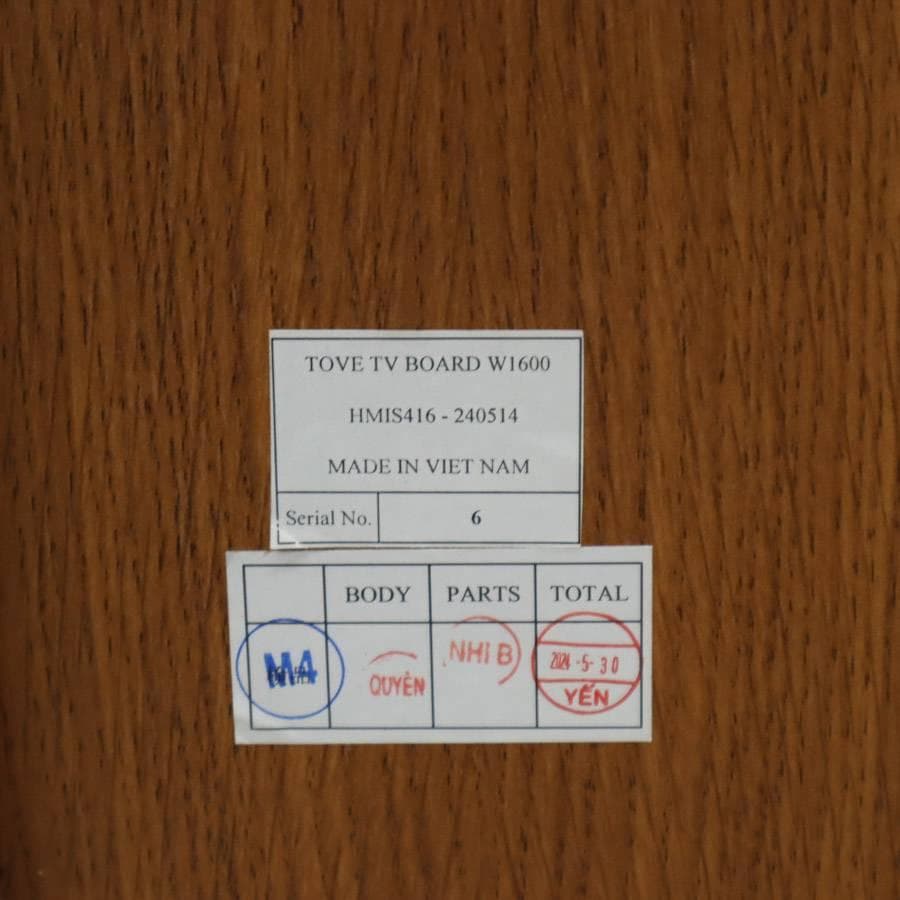 TOVE TV BOARD W1600
HMIS416 - 240514
MADE IN VIET NAM
Serial No. 6
BODY PARTS TOTAL
M4 QUYÊN NHI B 2024 -5- 30
YẾN